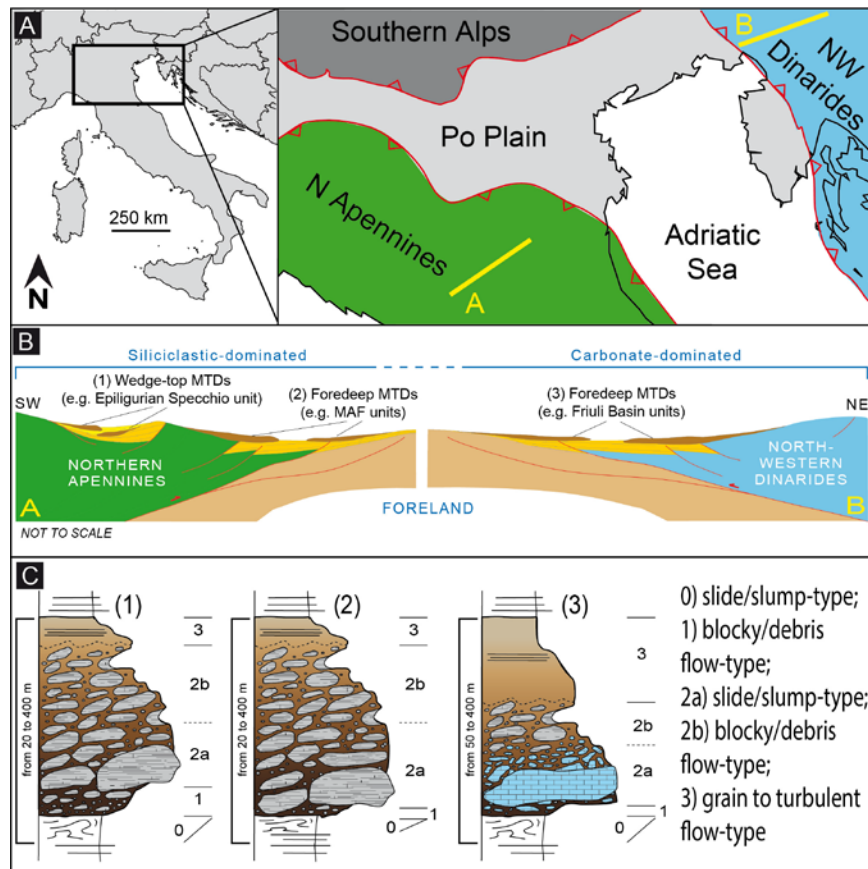 A
250 km
N
Southern Alps
Po Plain
N Apennines
A
B
NW
Dinarides
Adriatic
Sea
B
Siliciclastic-dominated
Carbonate-dominated
(1) Wedge-top MTDs
(e.g. Epiligurian Specchio unit)
(2) Foredeep MTDs
(e.g. MAF units)
(3) Foredeep MTDs
(e.g. Friuli Basin units)
SW
NE
NORTHERN
APENNINES
NORTH-
WESTERN
DINARIDES
A
FORELAND
B
NOT TO SCALE
C
(1)
from 20 to 400 m
3
2b
2a
1
0
(2)
from 20 to 400 m
3
2b
2a
1
0
(3)
from 50 to 400 m
3
2b
2a
1
0
0) slide/slump-type;
1) blocky/debris
flow-type;
2a) slide/slump-type;
2b) blocky/debris
flow-type;
3) grain to turbulent
flow-type